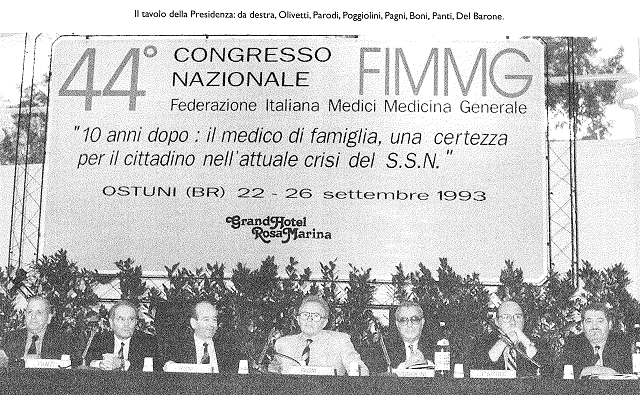 Il tavolo della Presidenza: da destra, Olivetti, Parodi, Poggiolini, Pagni, Boni, Panti, Del Barone.
44° CONGRESSO NAZIONALE FIMMG
Federazione Italiana Medici Medicina Generale
"10 anni dopo : il medico di famiglia, una certezza
per il cittadino nell'attuale crisi del S.S.N."
OSTUNI (BR) 22 - 26 settembre 1993
Grand Hotel
Rosa Marina